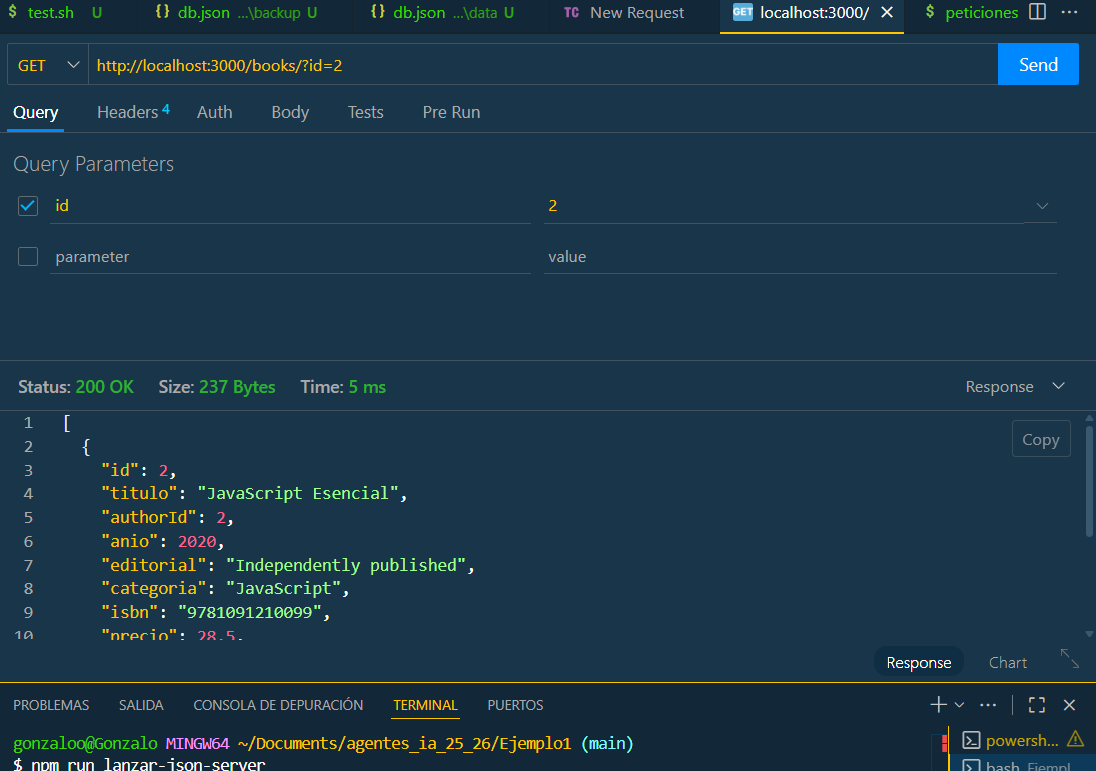 $ test.sh U {} db.json ...\backup U {} db.json ...\data U TC New Request GET localhost:3000/ × $ peticiones ...
GET http://localhost:3000/books/?id=2 Send
Query Headers 4 Auth Body Tests Pre Run
Query Parameters
id 2
parameter value
Status: 200 OK Size: 237 Bytes Time: 5 ms Response
1 [
2 {
Copy
3 "id": 2,
4 "titulo": "JavaScript Esencial",
5 "authorId": 2,
6 "anio": 2020,
7 "editorial": "Independently published",
8 "categoria": "JavaScript",
9 "isbn": "9781091210099",
10 "precio": 28.5,
Response Chart
PROBLEMAS SALIDA CONSOLA DE DEPURACIÓN TERMINAL PUERTOS
gonzaloo@Gonzalo MINGW64 ~/Documents/agentes_ia_25_26/Ejemplo1 (main)
powersh...
$ npm run lanzar-json-server
bash Ejempl...